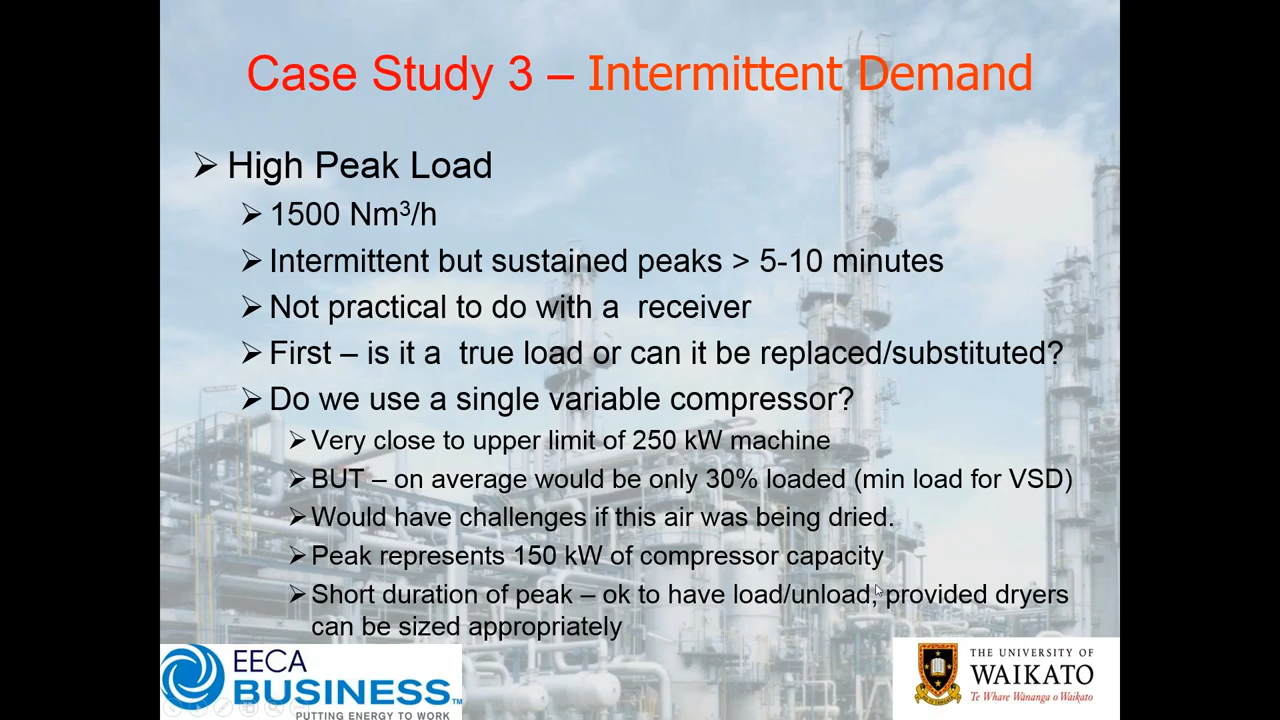 Case Study 3 – Intermittent Demand
➢ High Peak Load
➢ 1500 Nm³/h
➢ Intermittent but sustained peaks > 5-10 minutes
➢ Not practical to do with a  receiver
➢ First – is it a  true load or can it be replaced/substituted?
➢ Do we use a single variable compressor?
➢ Very close to upper limit of 250 kW machine
➢ BUT – on average would be only 30% loaded (min load for VSD)
➢ Would have challenges if this air was being dried.
➢ Peak represents 150 kW of compressor capacity
➢ Short duration of peak – ok to have load/unload, provided dryers
can be sized appropriately
EECA
BUSINESS™
PUTTING ENERGY TO WORK
THE UNIVERSITY OF
WAIKATO
Te Whare Wānanga o Waikato